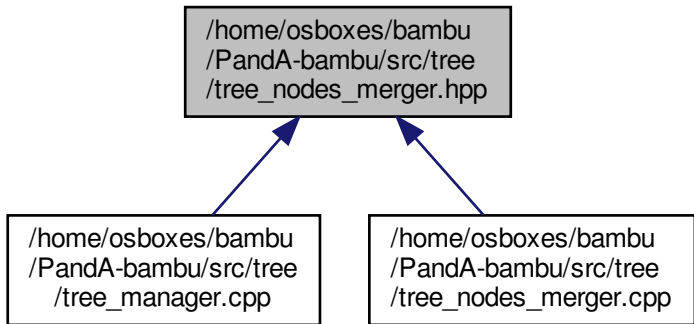 /home/osboxes/bambu
/PandA-bambu/src/tree
/tree_nodes_merger.hpp
/home/osboxes/bambu
/PandA-bambu/src/tree
/tree_manager.cpp
/home/osboxes/bambu
/PandA-bambu/src/tree
/tree_nodes_merger.cpp